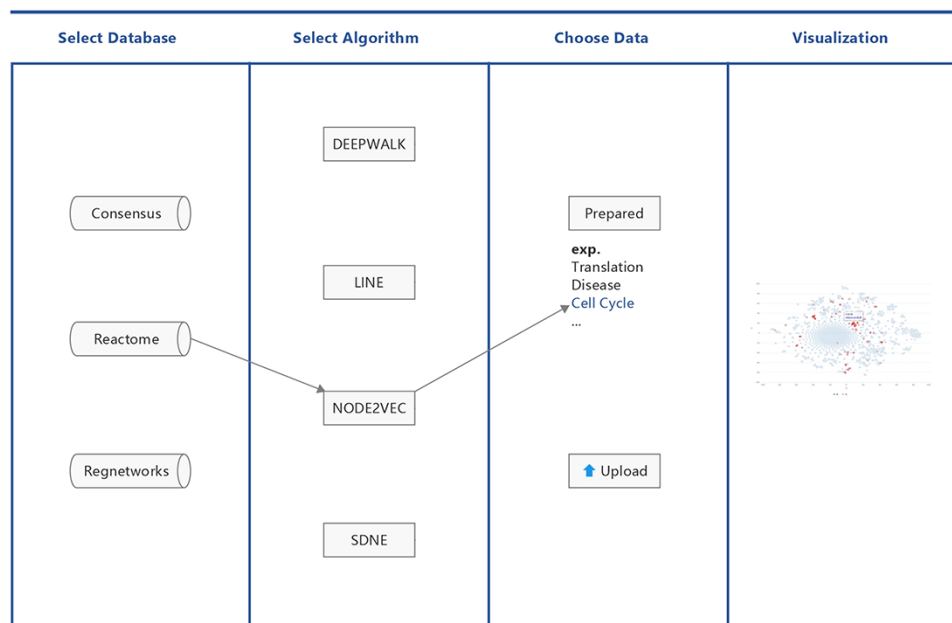 Select Database
Select Algorithm
Choose Data
Visualization
Consensus
Reactome
Regnetworks
DEEPWALK
LINE
NODE2VEC
SDNE
Prepared
exp.
Translation
Disease
Cell Cycle
...
Upload